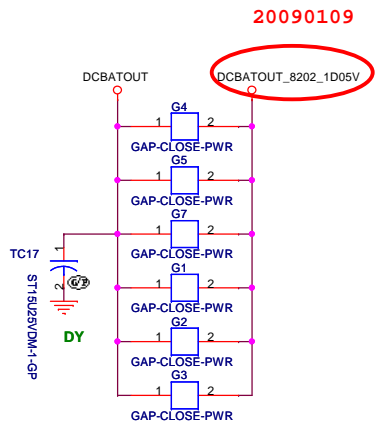 20090109
DCBATOUT
DCBATOUT_8202_1D05V
G4
1 2
GAP-CLOSE-PWR
G5
1 2
GAP-CLOSE-PWR
G7
1 2
GAP-CLOSE-PWR
TC17
1
2
ST15U25VDM-1-GP
DY
G1
1 2
GAP-CLOSE-PWR
G2
1 2
GAP-CLOSE-PWR
G3
1 2
GAP-CLOSE-PWR